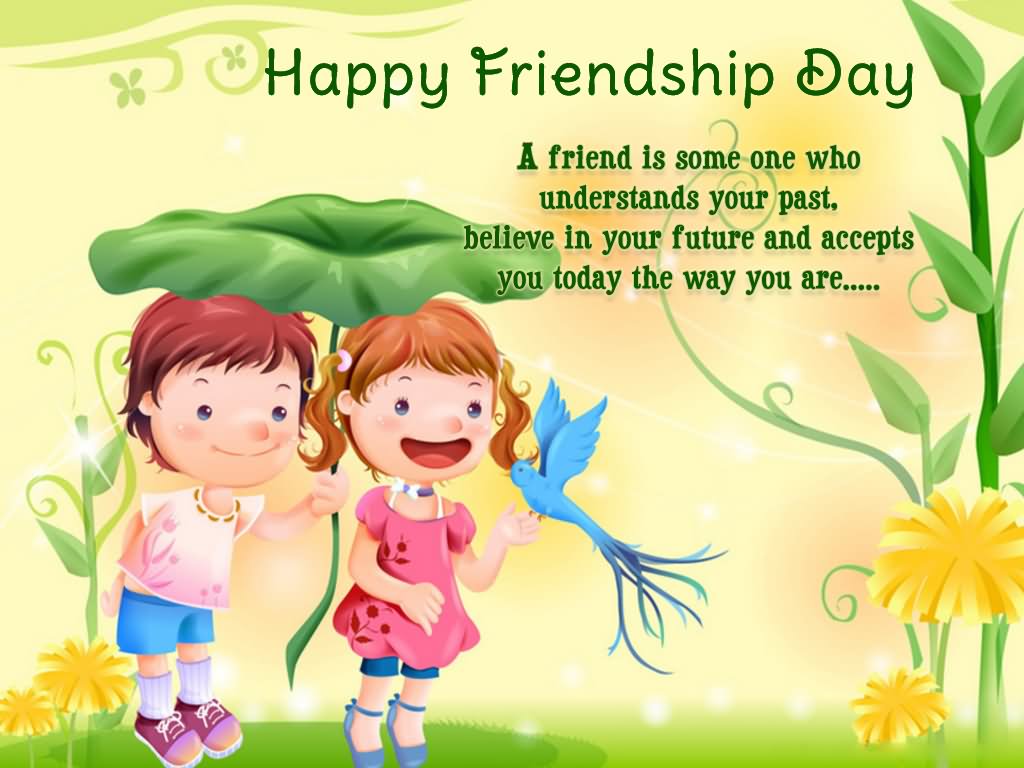 Happy Friendship Day
A friend is some one who
understands your past,
believe in your future and accepts
you today the way you are.....